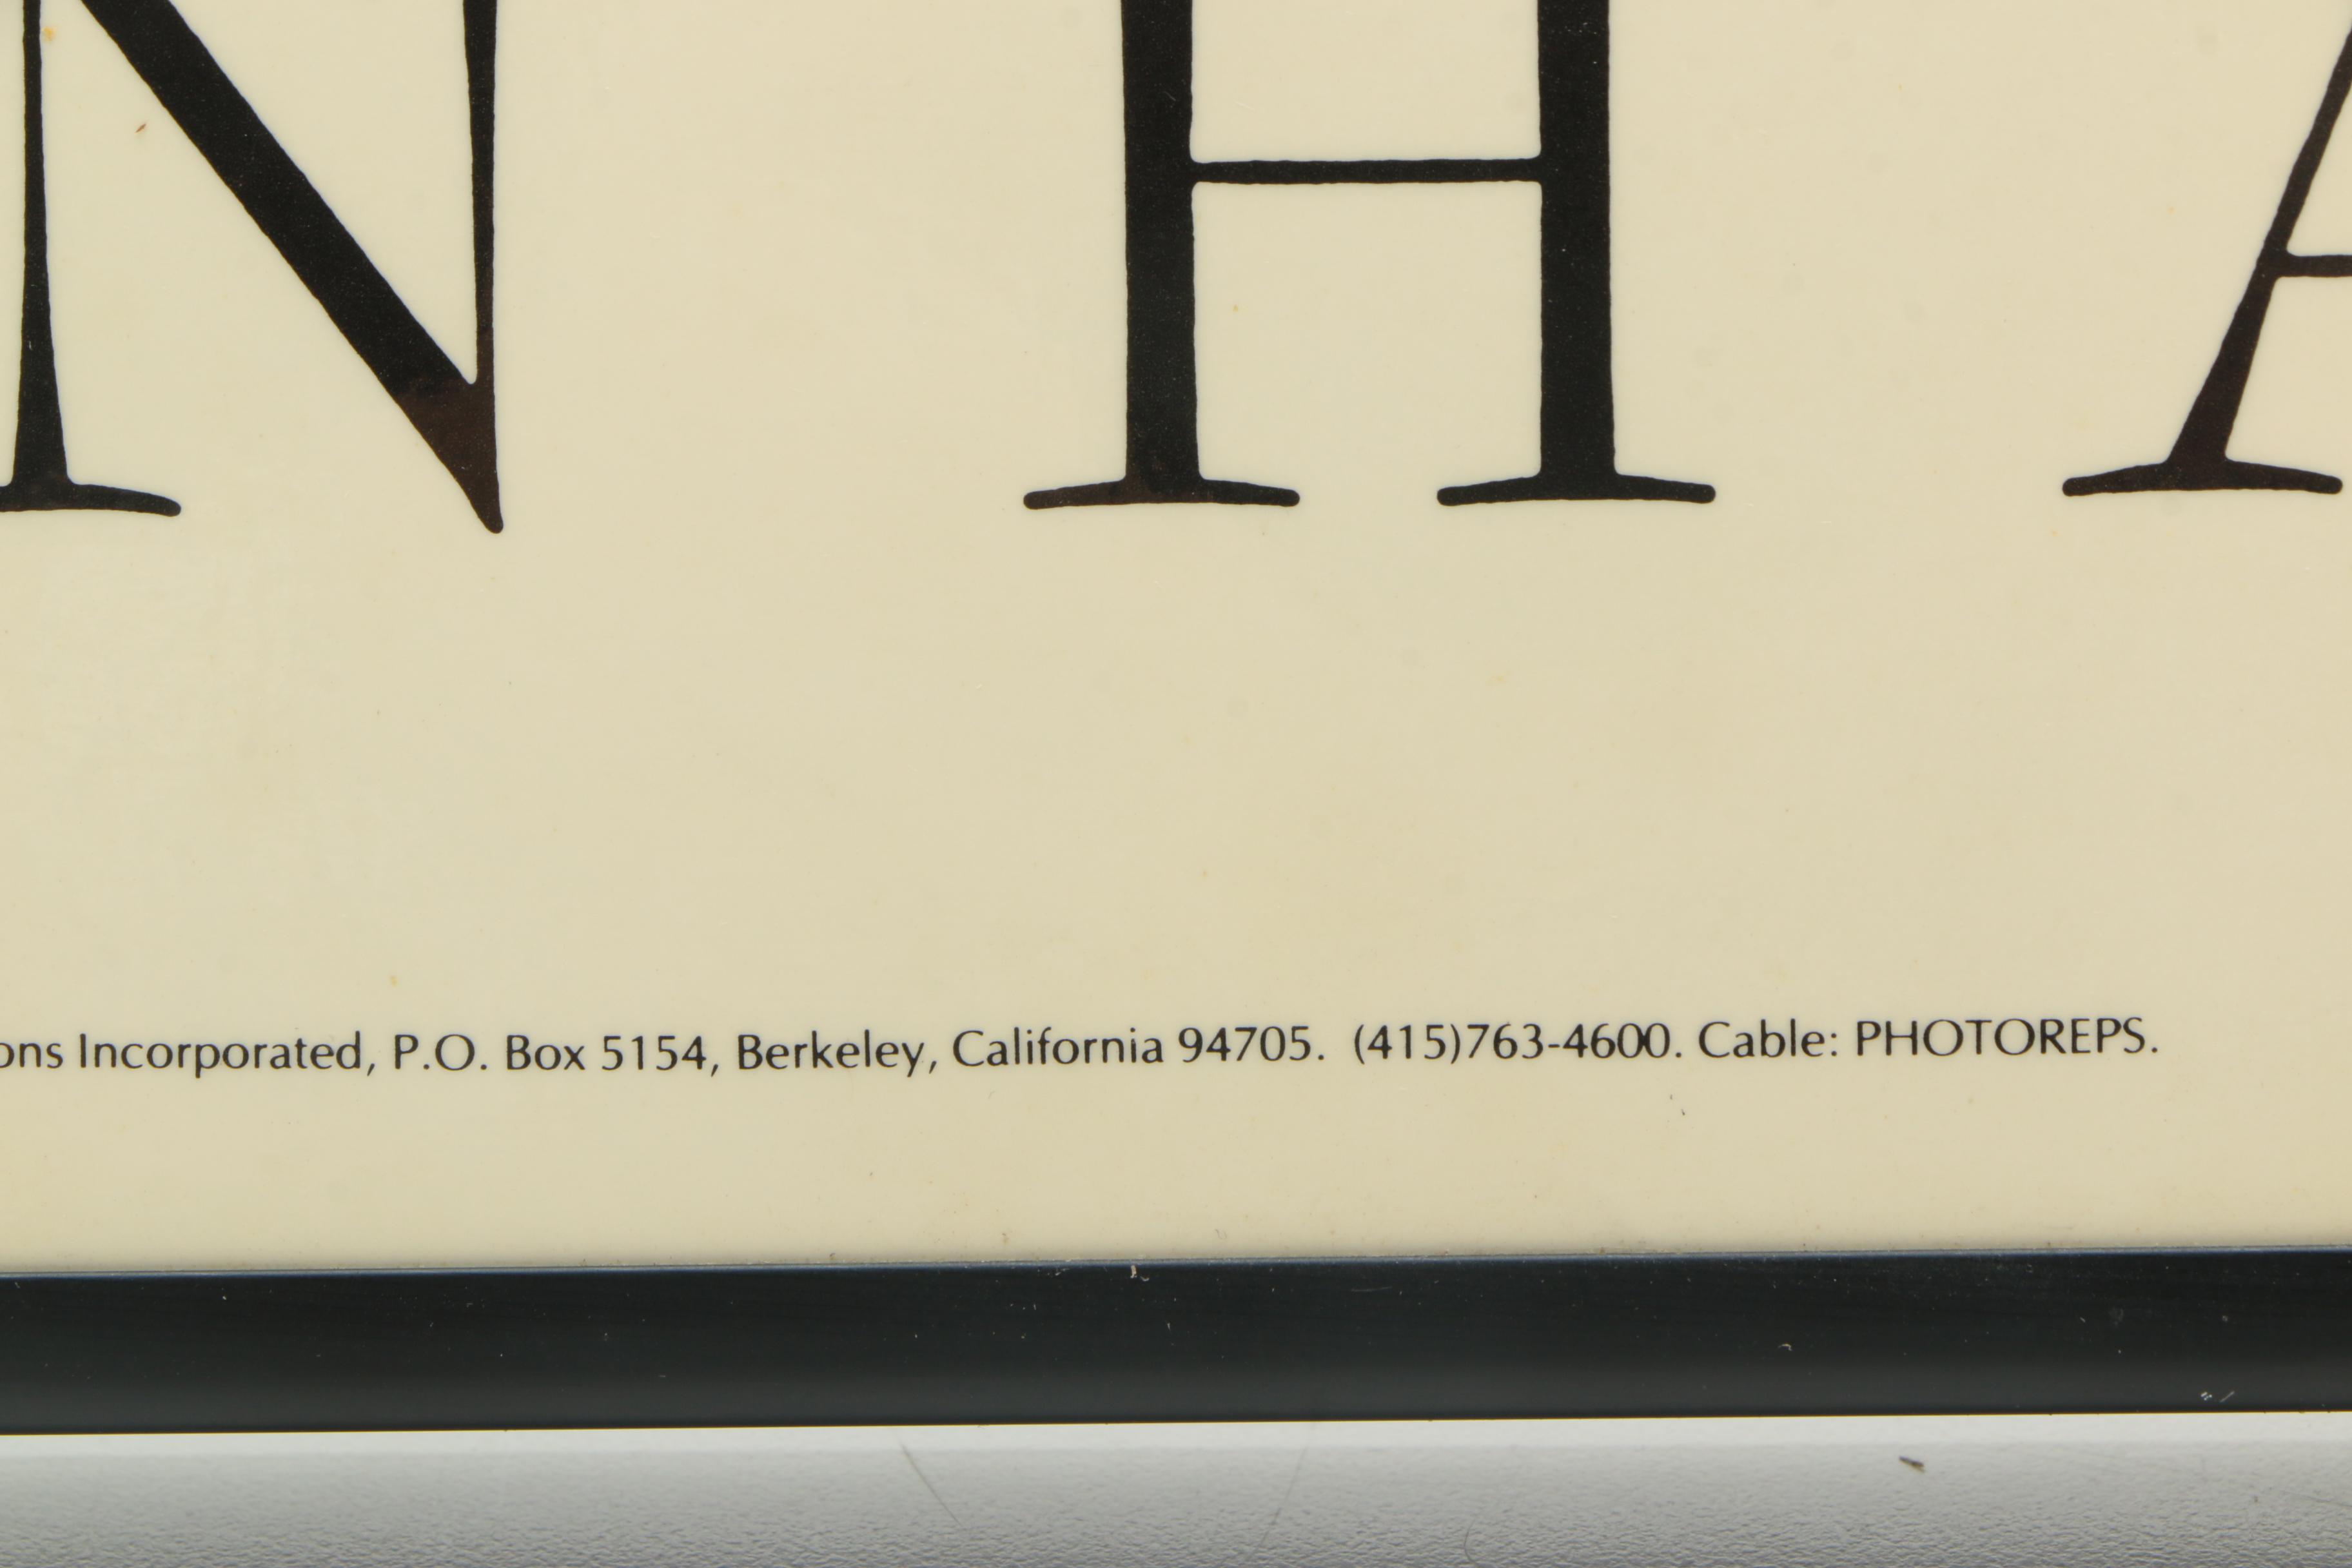 N H A
ons Incorporated, P.O. Box 5154, Berkeley, California 94705. (415)763-4600. Cable: PHOTOREPS.